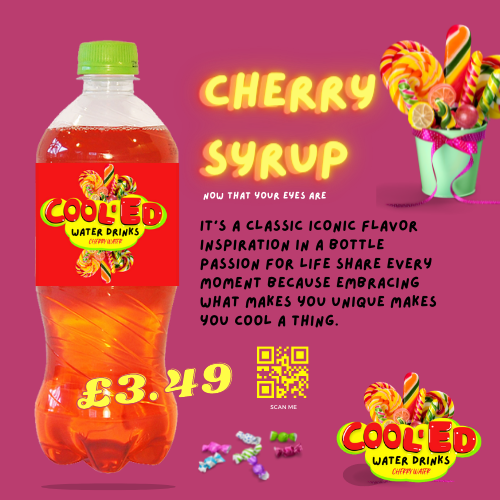 CHERRY
SYRUP
NOW THAT YOUR EYES ARE
IT'S A CLASSIC ICONIC FLAVOR
INSPIRATION IN A BOTTLE
PASSION FOR LIFE SHARE EVERY
MOMENT BECAUSE EMBRACING
WHAT MAKES YOU UNIQUE MAKES
YOU COOL A THING.
COOL-ED
WATER DRINKS
CHERRY WATER
£3.49
SCAN ME
COOL-ED
WATER DRINKS
CHERRY WATER